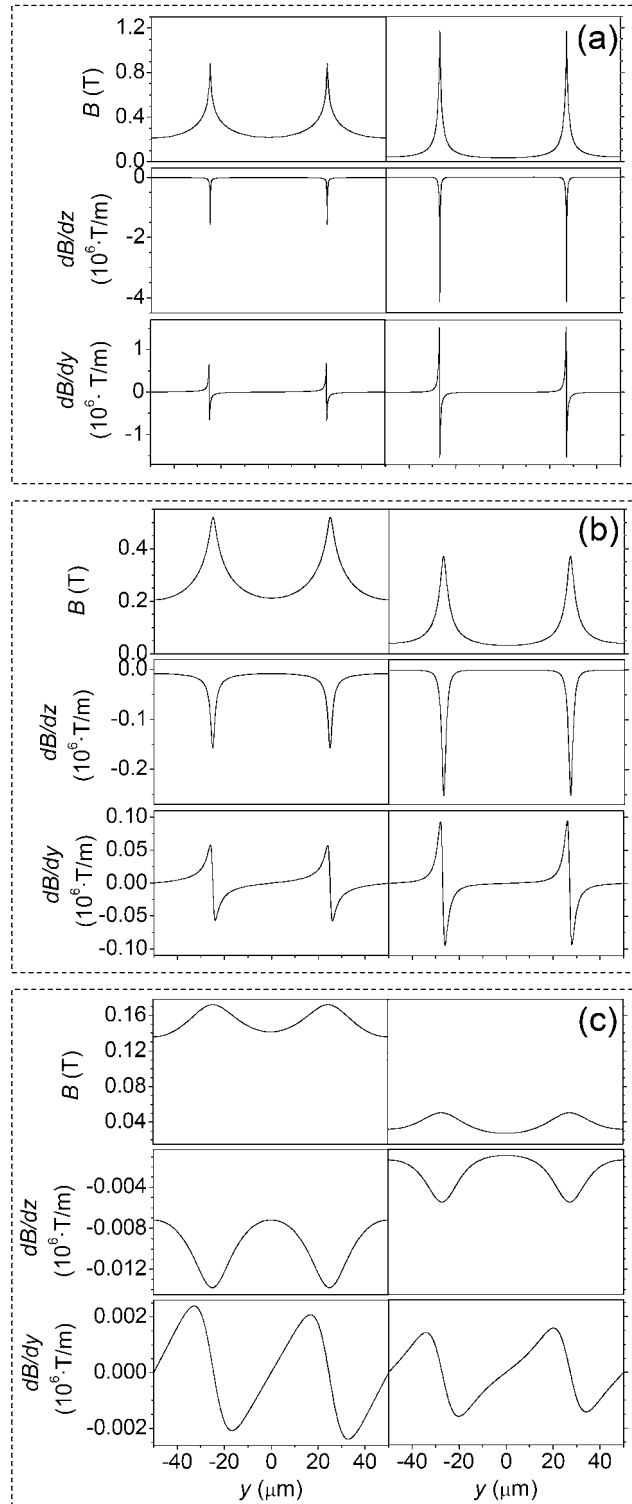 (a)
1.2
0.8
0.4
0.0
B (T)
0
-2
-4
dB/dz
(10⁶·T/m)
1
0
-1
dB/dy
(10⁶·T/m)
(b)
0.4
0.2
0.0
B (T)
0.0
-0.1
-0.2
dB/dz
(10⁶·T/m)
0.10
0.05
0.00
-0.05
-0.10
dB/dy
(10⁶·T/m)
(c)
0.16
0.12
0.08
0.04
B (T)
-0.004
-0.008
-0.012
dB/dz
(10⁶·T/m)
0.002
0.000
-0.002
dB/dy
(10⁶·T/m)
-40 -20 0 20 40 -40 -20 0 20 40
y (μm) y (μm)